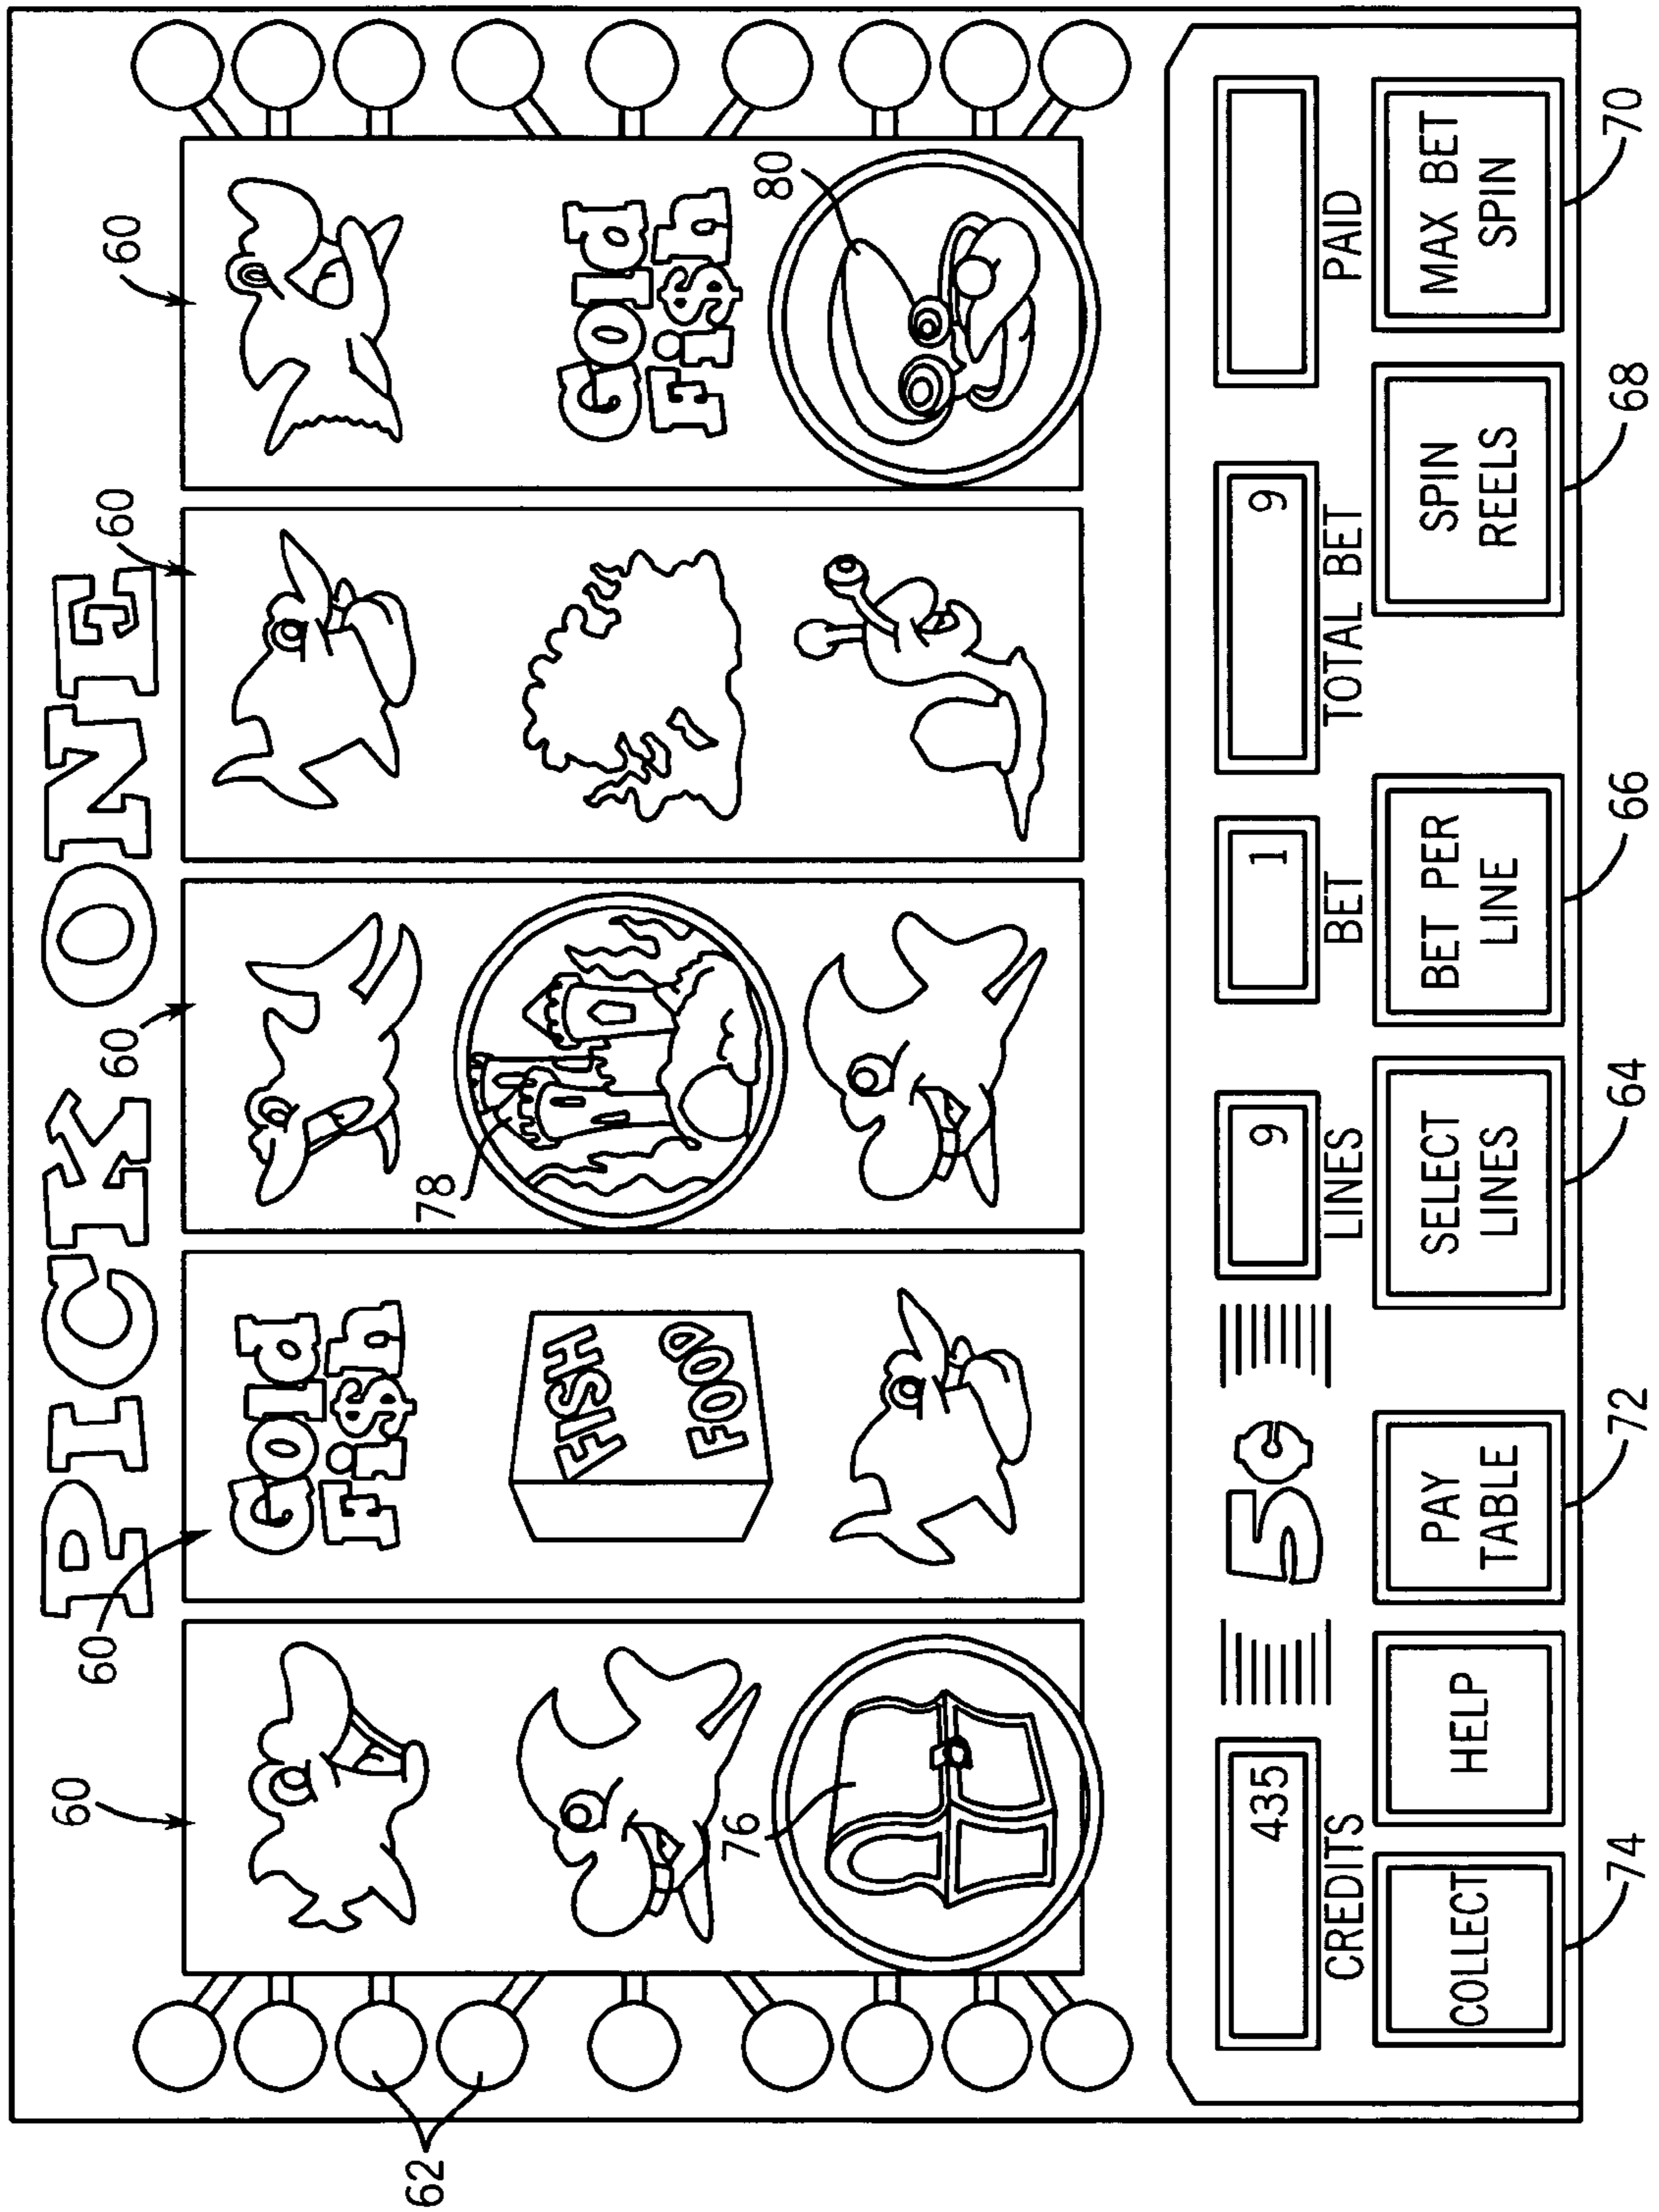 PICK ONE
60
60
60
60
60
Gold
Fi$h
FISH
FOOD
Gold
Fi$h
62
76
78
80
435
CREDITS
5¢
9
LINES
1
BET
9
TOTAL BET
PAID
COLLECT
HELP
PAY
TABLE
SELECT
LINES
BET PER
LINE
SPIN
REELS
MAX BET
SPIN
74
72
64
66
68
70